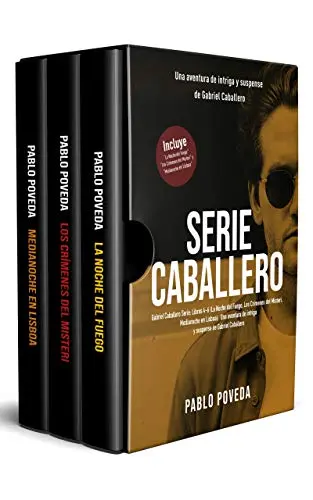 Una aventura de intriga y suspense
de Gabriel Caballero
Incluye
"La Noche del Fuego",
"Los Crímenes del Misteri" y
"Medianoche en Lisboa"
SERIE
CABALLERO
Gabriel Caballero Serie: Libros 4-6 (La Noche del Fuego, Los Crímenes del Misteri,
Medianoche en Lisboa): Una aventura de intriga
y suspense de Gabriel Caballero
PABLO POVEDA
PABLO POVEDA
MEDIANOCHE EN LISBOA
PABLO POVEDA
LOS CRÍMENES DEL MISTERI
PABLO POVEDA
LA NOCHE DEL FUEGO